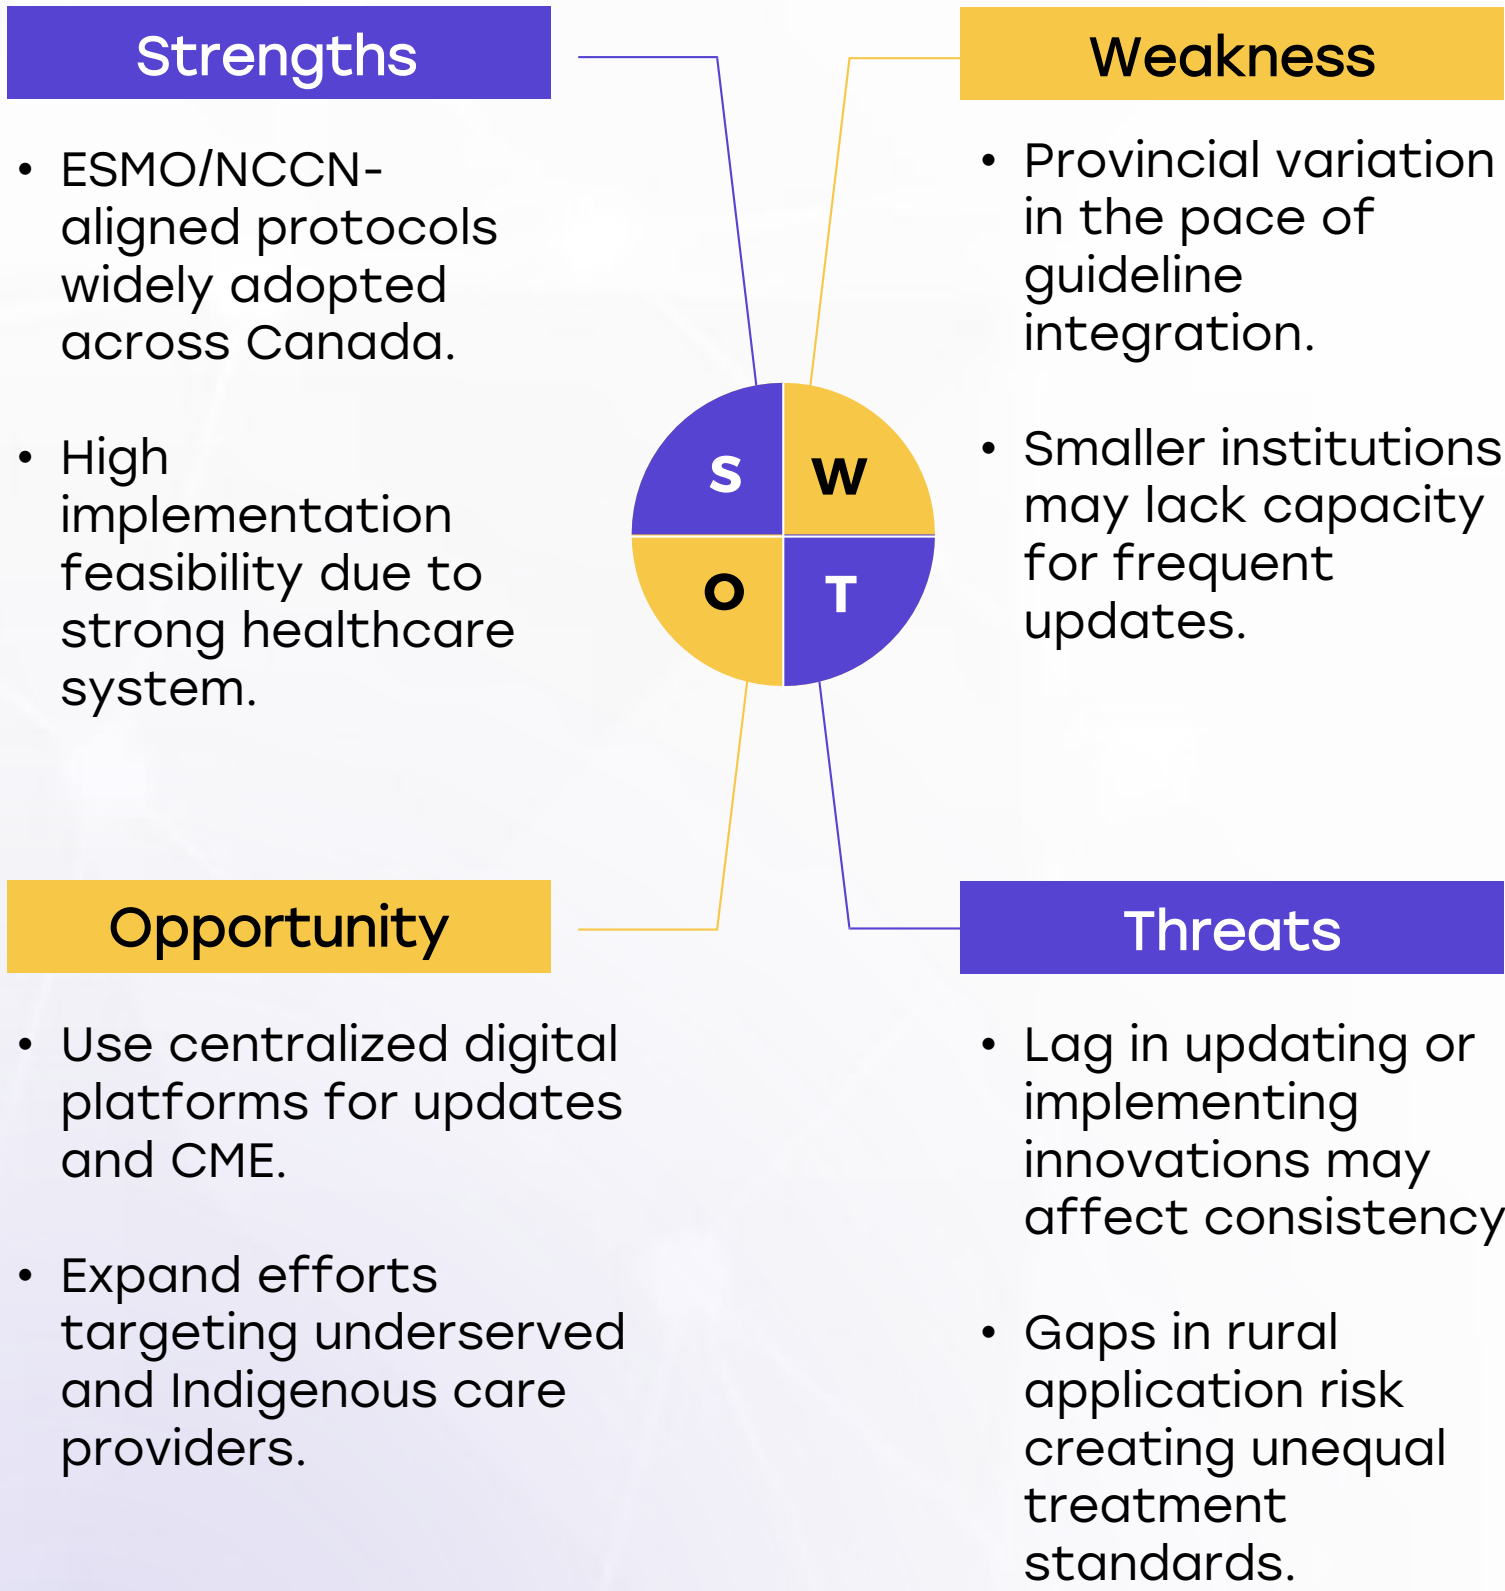 Strengths
• ESMO/NCCN-
aligned protocols
widely adopted
across Canada.
• High
implementation
feasibility due to
strong healthcare
system.
Weakness
• Provincial variation
in the pace of
guideline
integration.
• Smaller institutions
may lack capacity
for frequent
updates.
S
W
O
T
Opportunity
• Use centralized digital
platforms for updates
and CME.
• Expand efforts
targeting underserved
and Indigenous care
providers.
Threats
• Lag in updating or
implementing
innovations may
affect consistency
• Gaps in rural
application risk
creating unequal
treatment
standards.